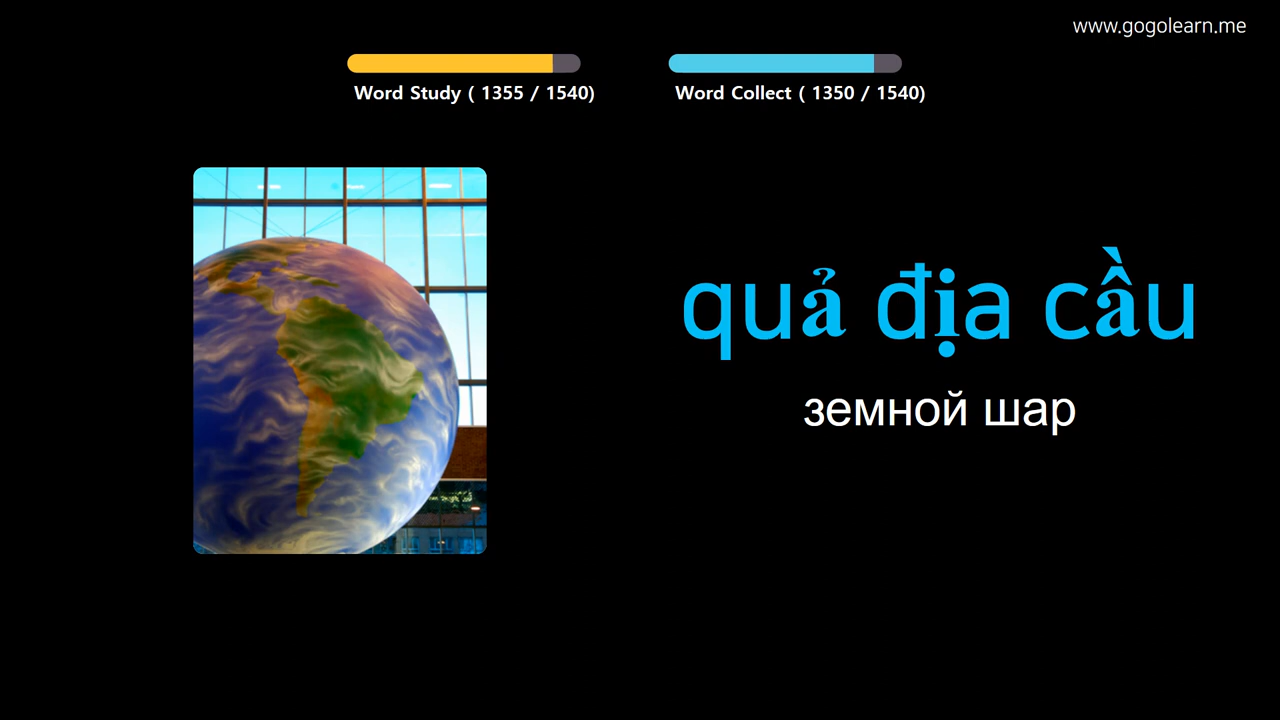 www.gogolearn.me
Word Study ( 1355 / 1540)
Word Collect ( 1350 / 1540)
quả địa cầu
земной шар